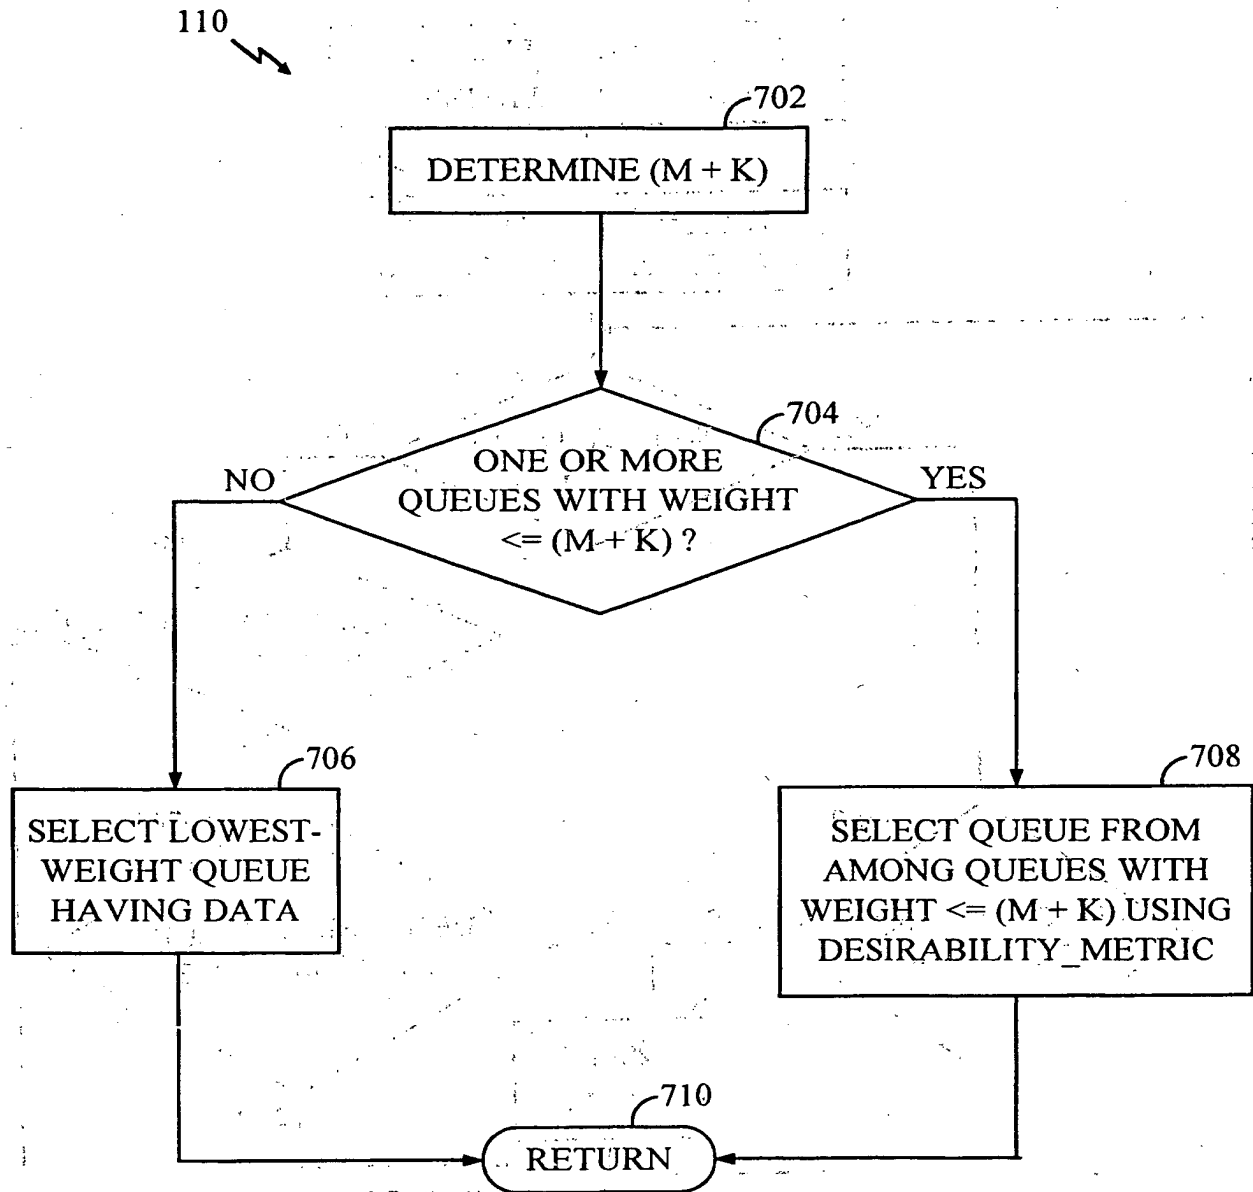 110
702
DETERMINE (M + K)
704
ONE OR MORE
QUEUES WITH WEIGHT
<= (M + K) ?
NO
YES
706
SELECT LOWEST-
WEIGHT QUEUE
HAVING DATA
708
SELECT QUEUE FROM
AMONG QUEUES WITH
WEIGHT <= (M + K) USING
DESIRABILITY_METRIC
710
RETURN